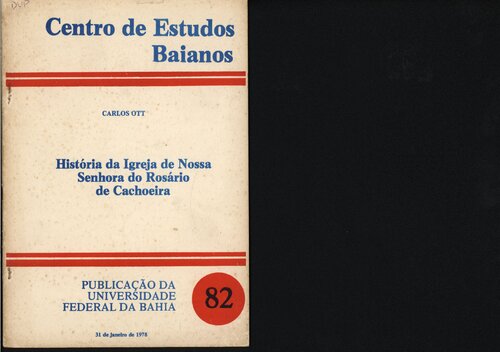 DUP
Centro de Estudos
Baianos
CARLOS OTT
História da Igreja de Nossa
Senhora do Rosário
de Cachoeira
PUBLICAÇÃO DA
UNIVERSIDADE
FEDERAL DA BAHIA
82
31 de janeiro de 1978